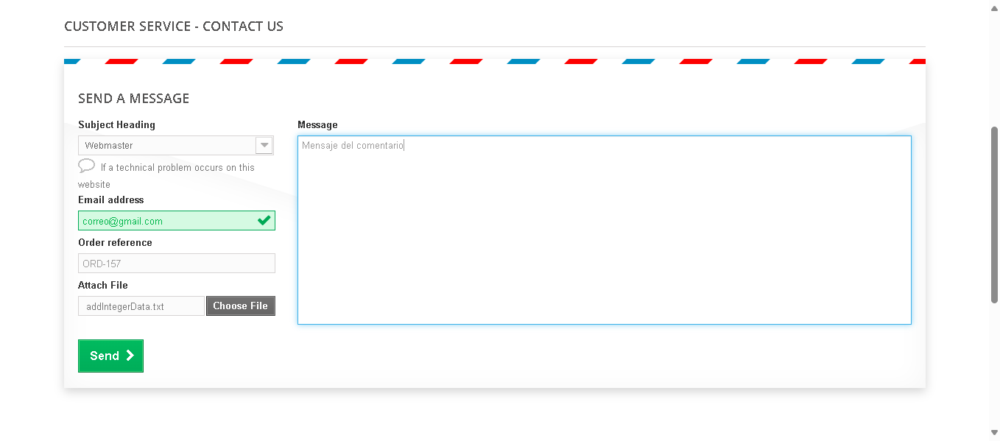 CUSTOMER SERVICE - CONTACT US
SEND A MESSAGE
Subject Heading
Webmaster
If a technical problem occurs on this
website
Email address
correo@gmail.com
Order reference
ORD-157
Attach File
addIntegerData.txt
Choose File
Send
Message
Mensaje del comentario